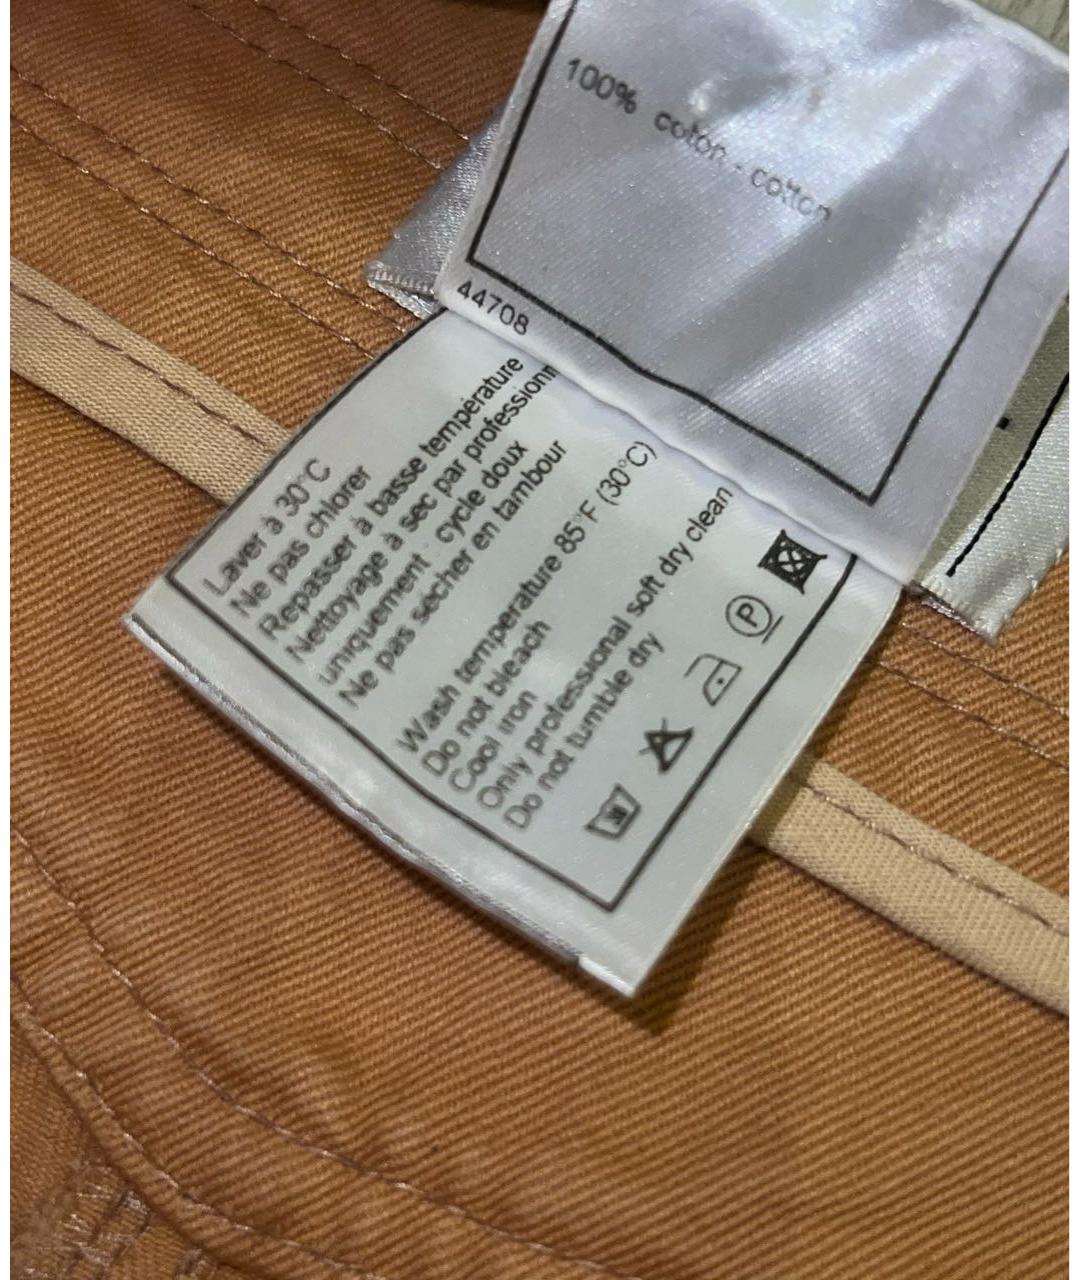 100% coton . cotton
44708
Laver à 30°C
Ne pas chlorer
Repasser à basse température
Nettoyage à sec par professionn
uniquement : cycle doux
Ne pas sécher en tambour
Wash temperature 85°F (30°C)
Do not bleach
Cool iron
Only professional soft dry clean
Do not tumble dry
P